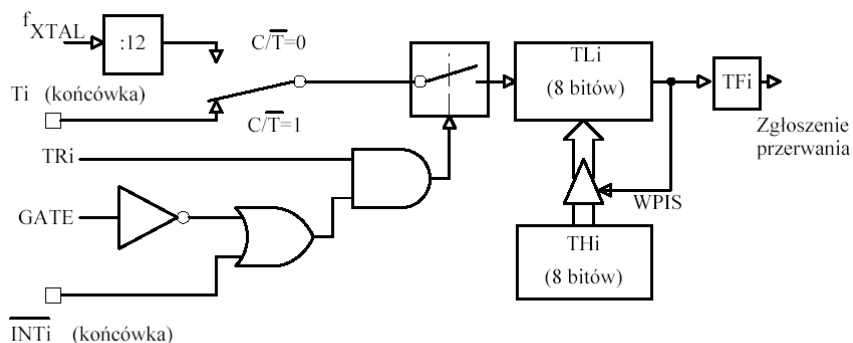 f
XTAL
:12
C/T̅=0
Ti (końcówka)
C/T̅=1
TLi
(8 bitów)
TFi
Zgłoszenie
przerwania
TRi
WPIS
GATE
THi
(8 bitów)
I̅N̅T̅i̅ (końcówka)